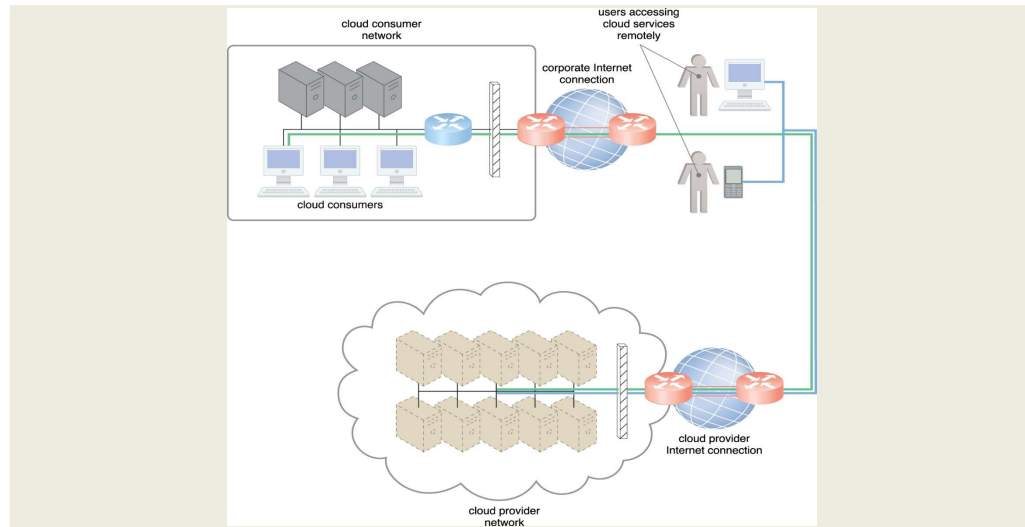 cloud consumer
network
users accessing
cloud services
remotely
corporate Internet
connection
cloud consumers
cloud provider
Internet connection
cloud provider
network